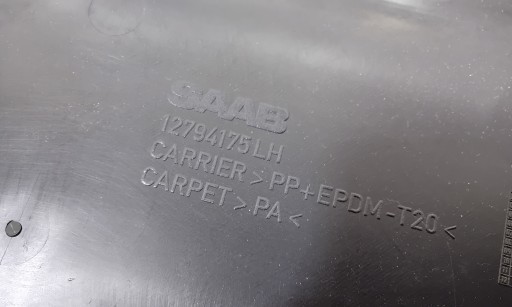 SAAB
12794175 LH
CARRIER > PP+EPDM-T20 <
CARPET > PA <